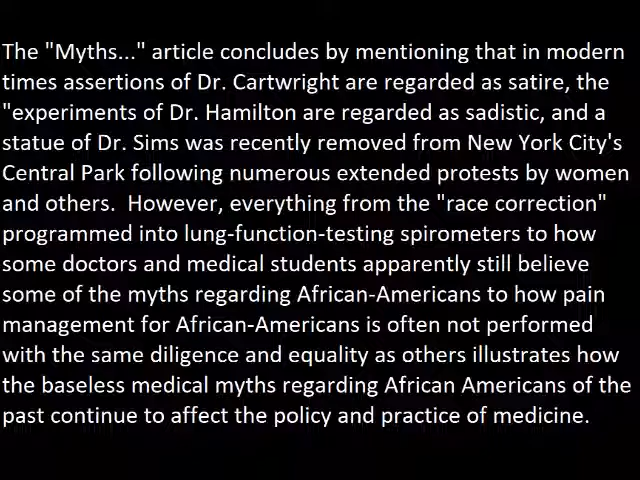 The "Myths..." article concludes by mentioning that in modern
times assertions of Dr. Cartwright are regarded as satire, the
"experiments of Dr. Hamilton are regarded as sadistic, and a
statue of Dr. Sims was recently removed from New York City's
Central Park following numerous extended protests by women
and others.  However, everything from the "race correction"
programmed into lung-function-testing spirometers to how
some doctors and medical students apparently still believe
some of the myths regarding African-Americans to how pain
management for African-Americans is often not performed
with the same diligence and equality as others illustrates how
the baseless medical myths regarding African Americans of the
past continue to affect the policy and practice of medicine.